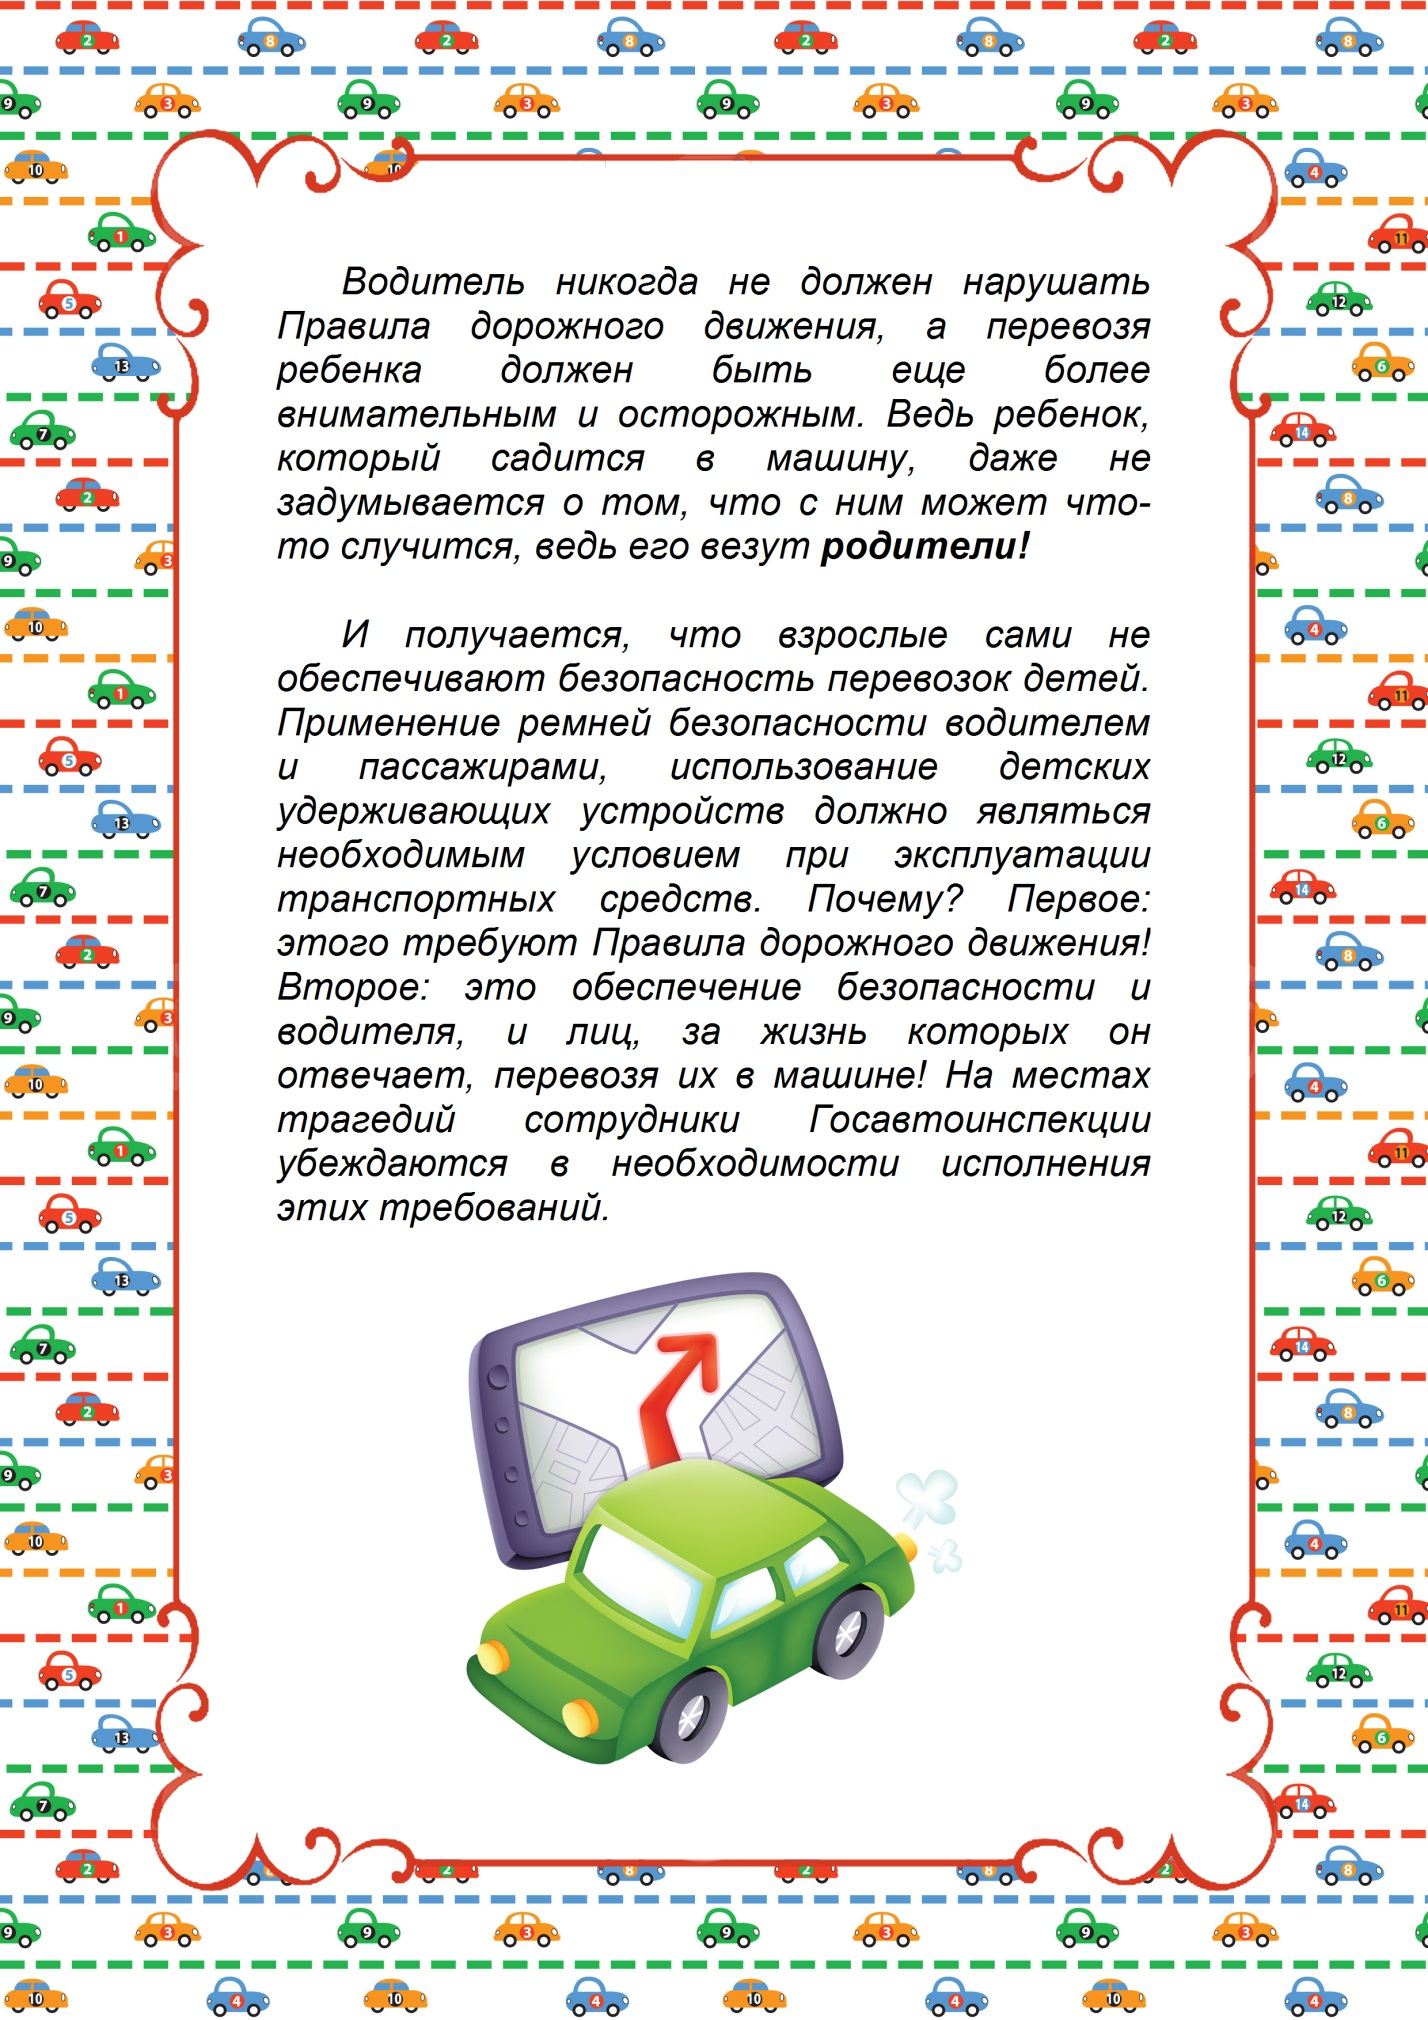 Водитель никогда не должен нарушать
Правила дорожного движения, а перевозя
ребенка должен быть еще более
внимательным и осторожным. Ведь ребенок,
который садится в машину, даже не
задумывается о том, что с ним может что-
то случится, ведь его везут родители!
И получается, что взрослые сами не
обеспечивают безопасность перевозок детей.
Применение ремней безопасности водителем
и пассажирами, использование детских
удерживающих устройств должно являться
необходимым условием при эксплуатации
транспортных средств. Почему? Первое:
этого требуют Правила дорожного движения!
Второе: это обеспечение безопасности и
водителя, и лиц, за жизнь которых он
отвечает, перевозя их в машине! На местах
трагедий сотрудники Госавтоинспекции
убеждаются в необходимости исполнения
этих требований.